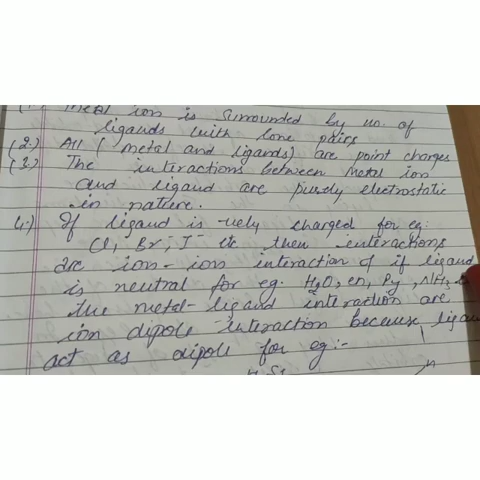 (1. Metal ion is surrounded by no. of
ligands with lone pairs
(2.) All (metal and ligands) are point charges
(3.) The interactions between metal ion
and ligand are purely electrostatic
in nature.
4.) If ligand is -vely charged for eg:
Cl, Br-, I- etc then interactions
are ion-ion interaction & if ligand
is neutral for eg. H2O, en, Py, NH3
the metal-ligand interaction are
ion dipole interaction because ligan
act as dipole for eg:-